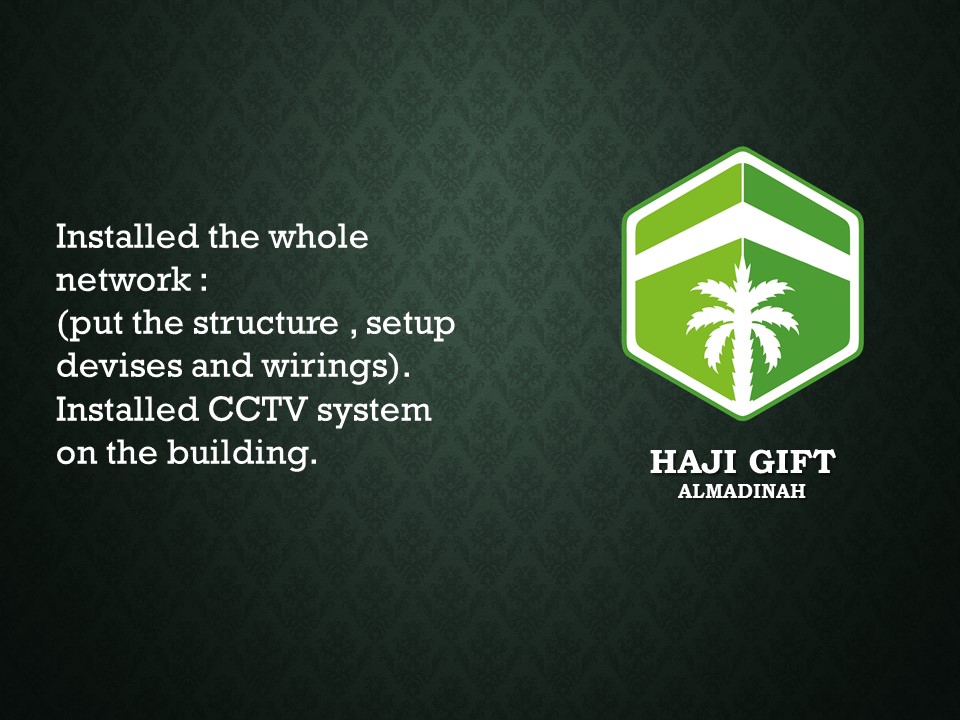 Installed the whole
network :
(put the structure , setup
devises and wirings).
Installed CCTV system
on the building.
HAJI GIFT
ALMADINAH